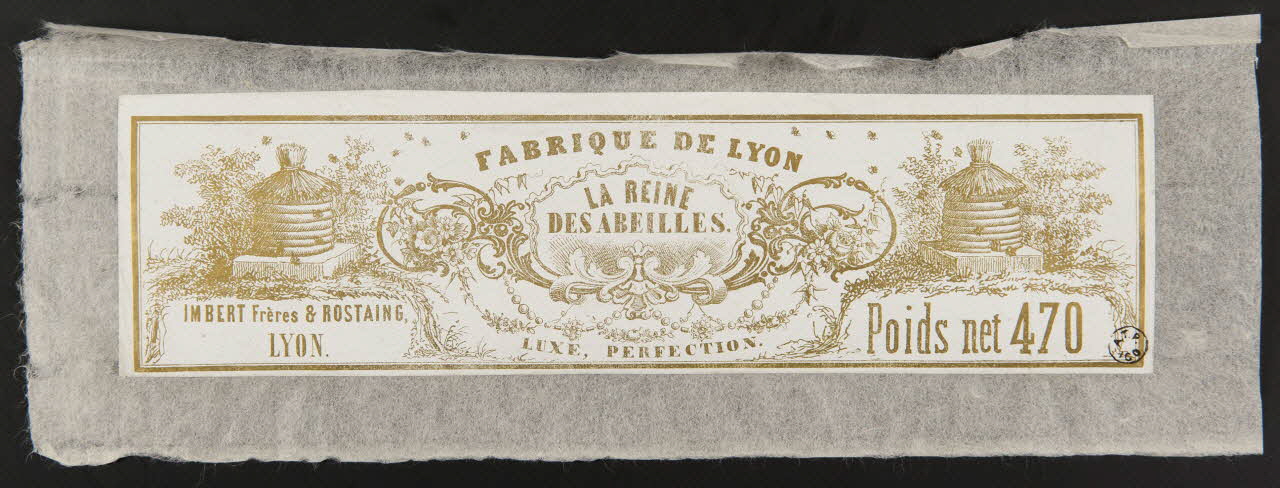 FABRIQUE DE LYON
LA REINE
DES ABEILLES.
LUXE, PERFECTION.
IMBERT Frères & ROSTAING,
LYON.
Poids net 470